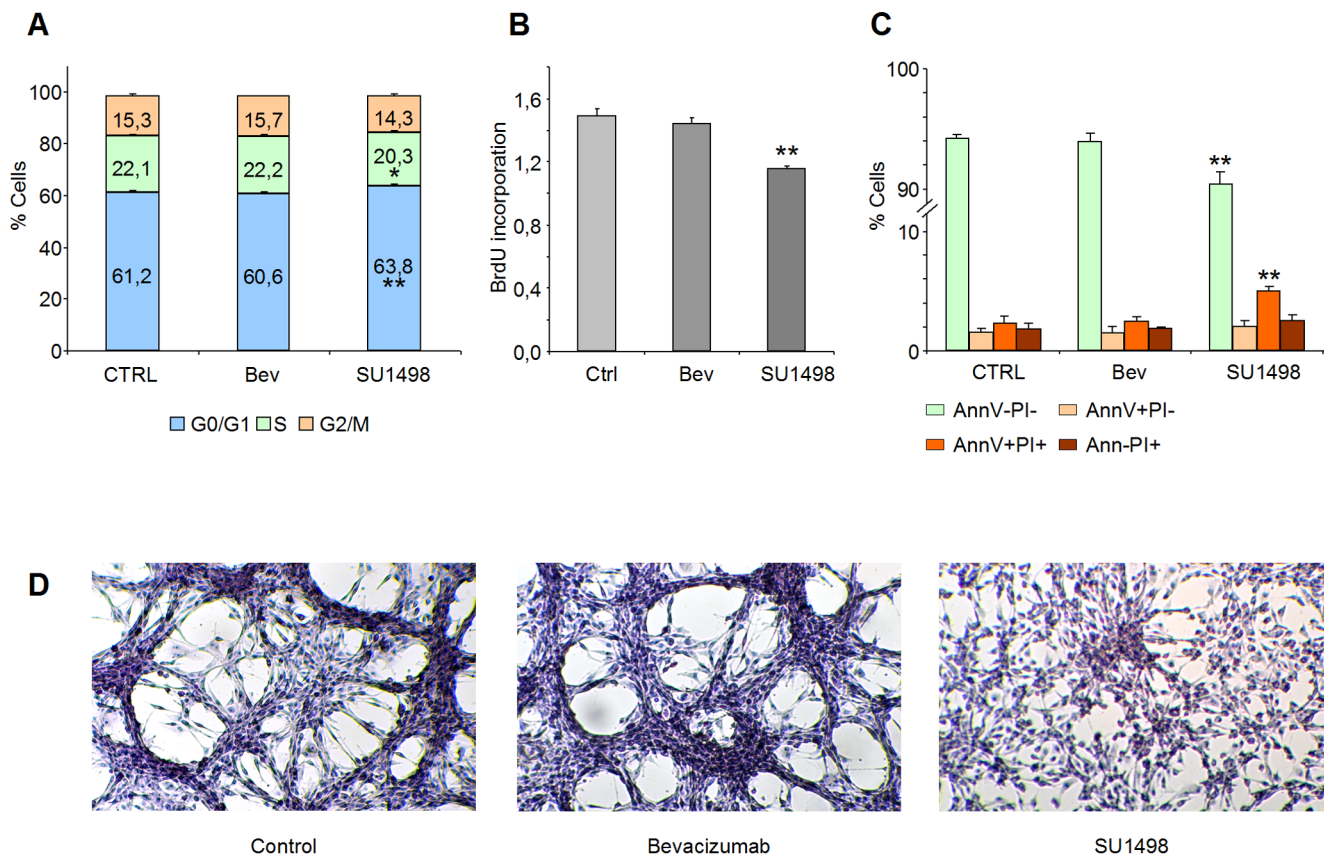 A
B
C
% Cells
100
80
60
40
20
0
15,3
15,7
14,3
22,1
22,2
20,3
*
61,2
60,6
63,8
**
CTRL
Bev
SU1498
G0/G1
S
G2/M
BrdU incorporation
1,6
1,2
0,8
0,4
0,0
**
Ctrl
Bev
SU1498
% Cells
100
90
10
0
**
**
CTRL
Bev
SU1498
AnnV-PI-
AnnV+PI-
AnnV+PI+
Ann-PI+
D
Control
Bevacizumab
SU1498